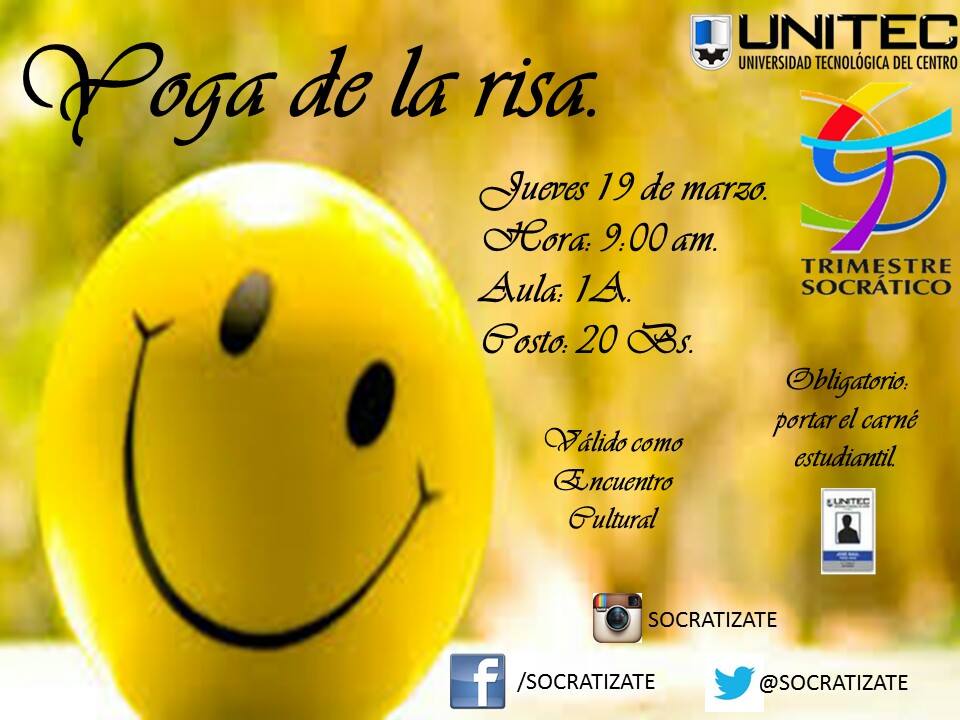 Yoga de la risa.
UNITEC
UNIVERSIDAD TECNOLÓGICA DEL CENTRO
TRIMESTRE
SOCRÁTICO
Jueves 19 de marzo.
Hora: 9:00 am.
Aula: 1A.
Costo: 20 Bs.
Obligatorio:
portar el carné
estudiantil.
Válido como
Encuentro
Cultural
UNITEC
SOCRATIZATE
/SOCRATIZATE
@SOCRATIZATE